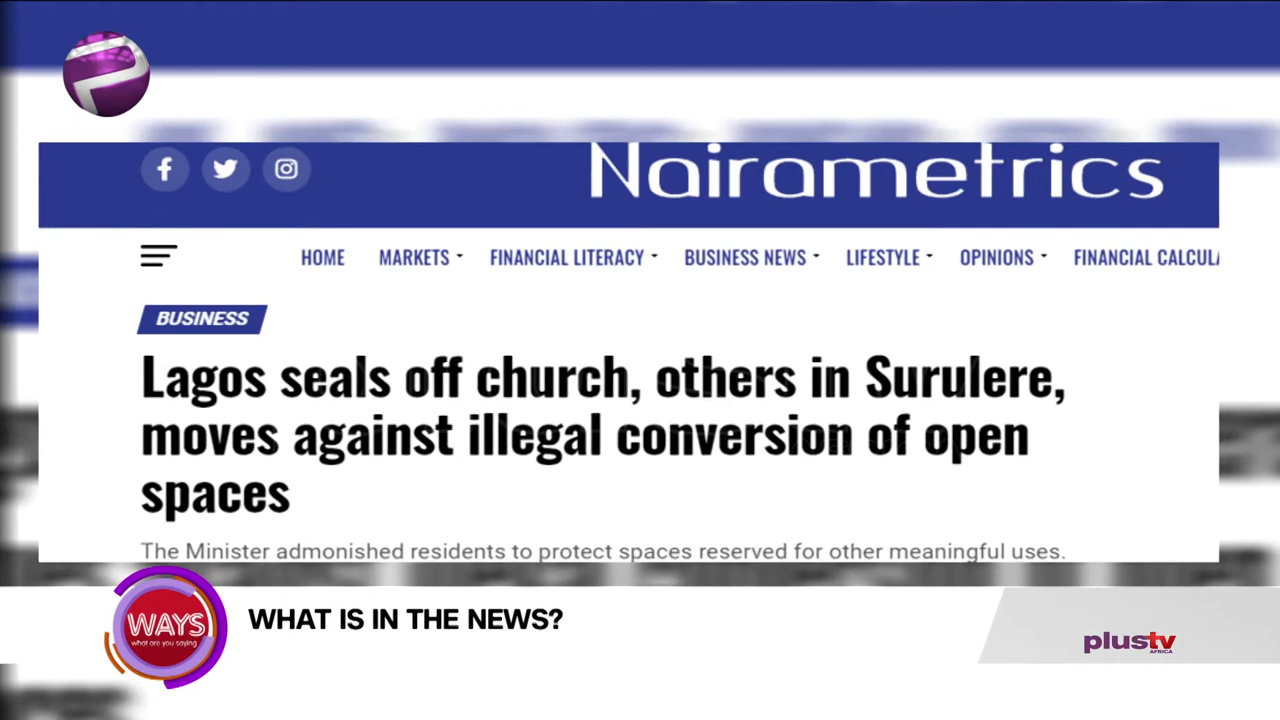 Nairametrics
HOME MARKETS FINANCIAL LITERACY BUSINESS NEWS LIFESTYLE OPINIONS FINANCIAL CALCULA
BUSINESS
Lagos seals off church, others in Surulere,
moves against illegal conversion of open
spaces
The Minister admonished residents to protect spaces reserved for other meaningful uses.
WAYS
what are you saying
WHAT IS IN THE NEWS?
plustv
AFRICA